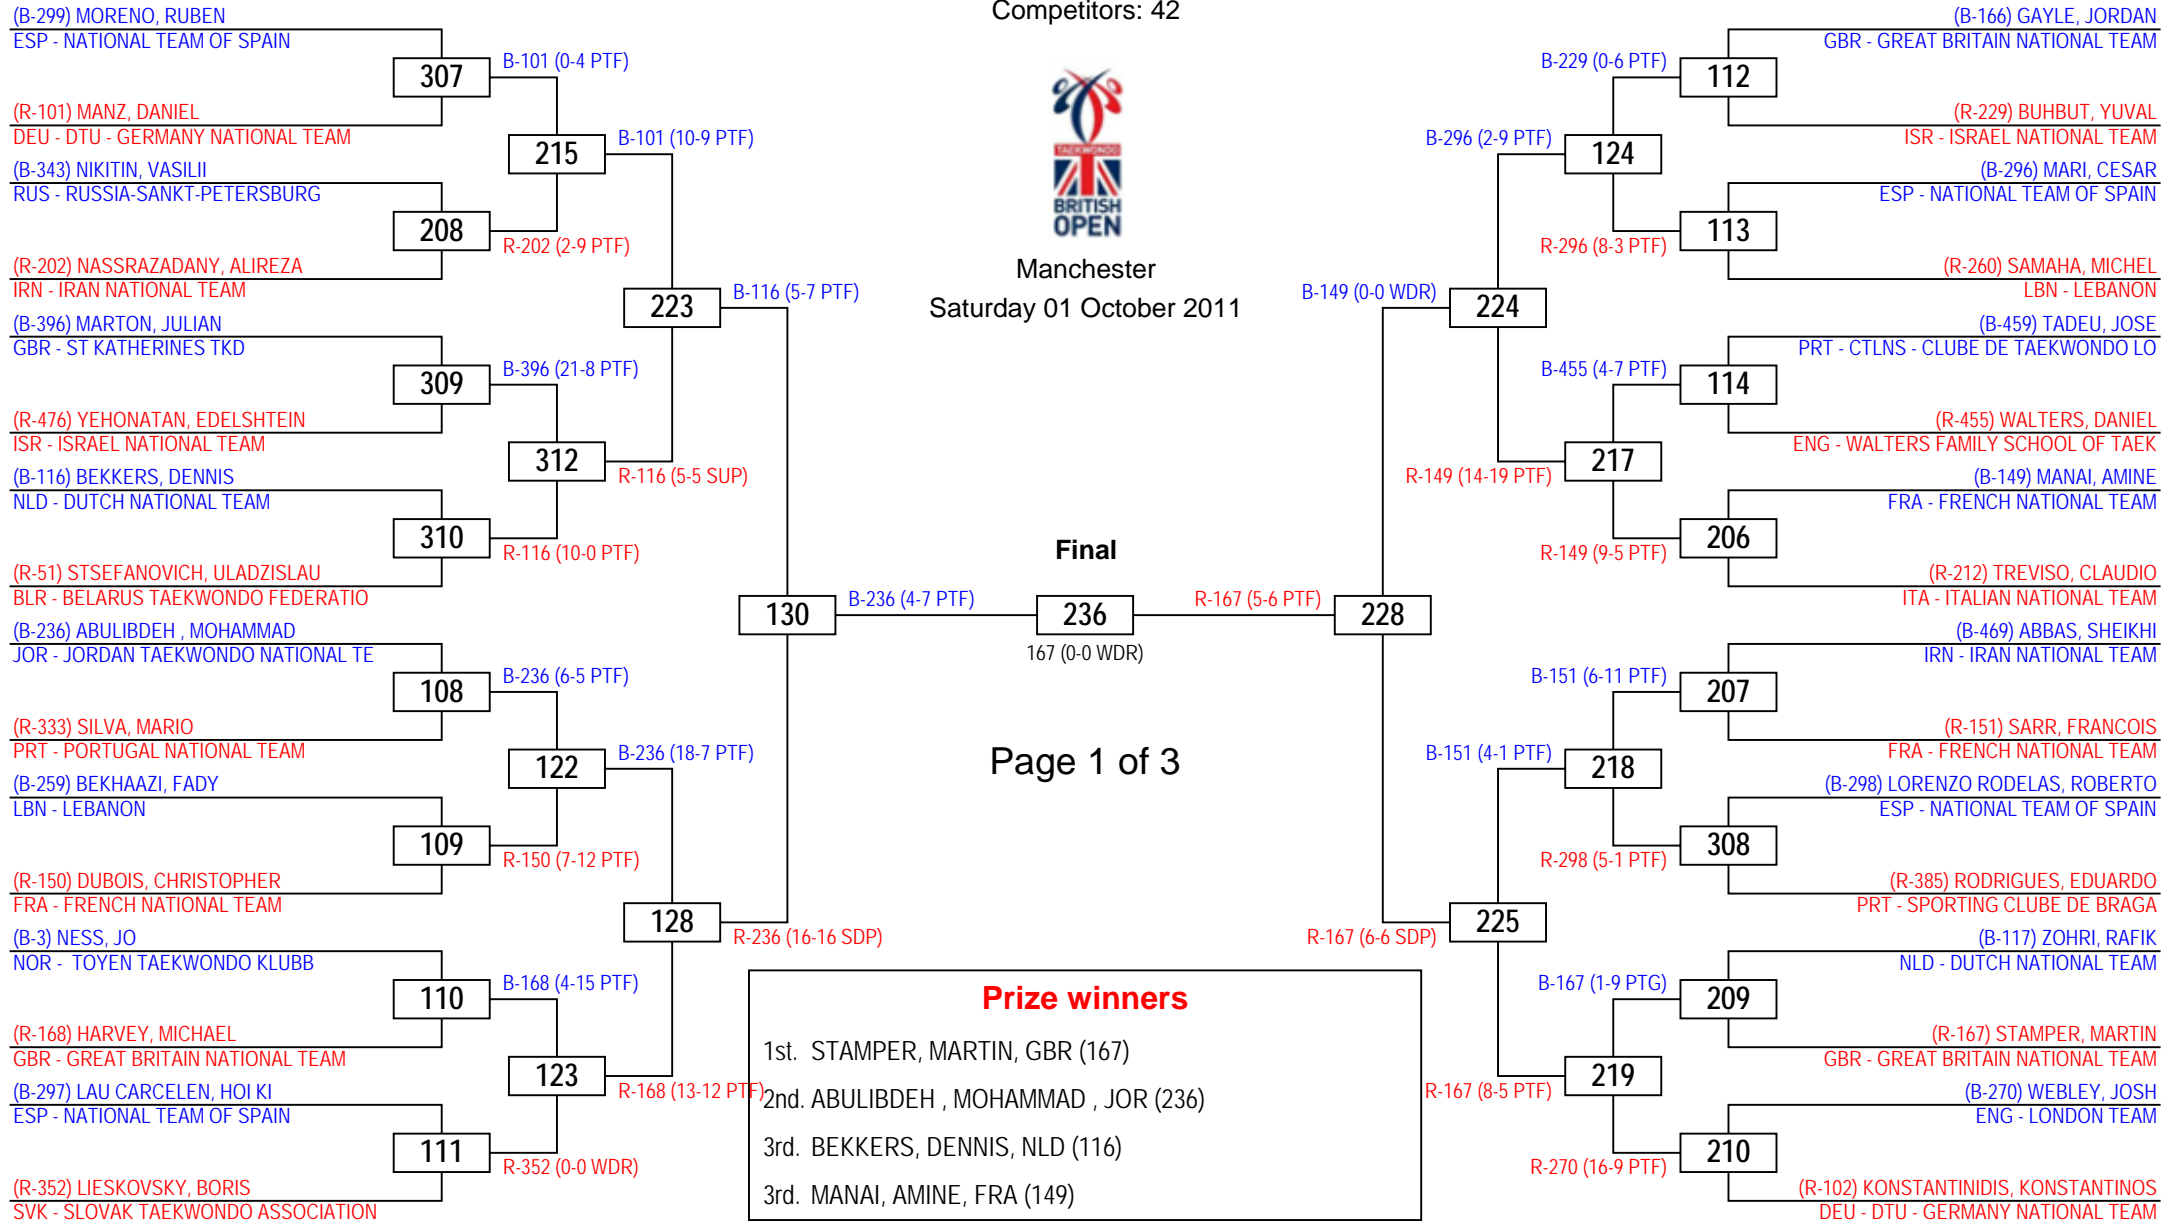 Competitors: 42
TAEKWONDO
BRITISH
OPEN
Manchester
Saturday 01 October 2011
(B-299) MORENO, RUBEN
ESP - NATIONAL TEAM OF SPAIN
307
B-101 (0-4 PTF)
(R-101) MANZ, DANIEL
DEU - DTU - GERMANY NATIONAL TEAM
215
B-101 (10-9 PTF)
(B-343) NIKITIN, VASILII
RUS - RUSSIA-SANKT-PETERSBURG
208
R-202 (2-9 PTF)
(R-202) NASSRAZADANY, ALIREZA
IRN - IRAN NATIONAL TEAM
223
B-116 (5-7 PTF)
(B-396) MARTON, JULIAN
GBR - ST KATHERINES TKD
309
B-396 (21-8 PTF)
(R-476) YEHONATAN, EDELSHTEIN
ISR - ISRAEL NATIONAL TEAM
312
R-116 (5-5 SUP)
(B-116) BEKKERS, DENNIS
NLD - DUTCH NATIONAL TEAM
310
R-116 (10-0 PTF)
(R-51) STSEFANOVICH, ULADZISLAU
BLR - BELARUS TAEKWONDO FEDERATIO
130
B-236 (4-7 PTF)
(B-236) ABULIBDEH , MOHAMMAD
JOR - JORDAN TAEKWONDO NATIONAL TE
108
B-236 (6-5 PTF)
(R-333) SILVA, MARIO
PRT - PORTUGAL NATIONAL TEAM
122
B-236 (18-7 PTF)
(B-259) BEKHAAZI, FADY
LBN - LEBANON
109
R-150 (7-12 PTF)
(R-150) DUBOIS, CHRISTOPHER
FRA - FRENCH NATIONAL TEAM
128
R-236 (16-16 SDP)
(B-3) NESS, JO
NOR - TOYEN TAEKWONDO KLUBB
110
B-168 (4-15 PTF)
(R-168) HARVEY, MICHAEL
GBR - GREAT BRITAIN NATIONAL TEAM
123
R-168 (13-12 PTF)
(B-297) LAU CARCELEN, HOI KI
ESP - NATIONAL TEAM OF SPAIN
111
R-352 (0-0 WDR)
(R-352) LIESKOVSKY, BORIS
SVK - SLOVAK TAEKWONDO ASSOCIATION
Final
236
167 (0-0 WDR)
Page 1 of 3
(B-166) GAYLE, JORDAN
GBR - GREAT BRITAIN NATIONAL TEAM
B-229 (0-6 PTF)
112
(R-229) BUHBUT, YUVAL
ISR - ISRAEL NATIONAL TEAM
B-296 (2-9 PTF)
124
(B-296) MARI, CESAR
ESP - NATIONAL TEAM OF SPAIN
R-296 (8-3 PTF)
113
(R-260) SAMAHA, MICHEL
LBN - LEBANON
B-149 (0-0 WDR)
224
(B-459) TADEU, JOSE
PRT - CTLNS - CLUBE DE TAEKWONDO LO
B-455 (4-7 PTF)
114
(R-455) WALTERS, DANIEL
ENG - WALTERS FAMILY SCHOOL OF TAEK
R-149 (14-19 PTF)
217
(B-149) MANAI, AMINE
FRA - FRENCH NATIONAL TEAM
R-149 (9-5 PTF)
206
(R-212) TREVISO, CLAUDIO
ITA - ITALIAN NATIONAL TEAM
R-167 (5-6 PTF)
228
(B-469) ABBAS, SHEIKHI
IRN - IRAN NATIONAL TEAM
B-151 (6-11 PTF)
207
(R-151) SARR, FRANCOIS
FRA - FRENCH NATIONAL TEAM
B-151 (4-1 PTF)
218
(B-298) LORENZO RODELAS, ROBERTO
ESP - NATIONAL TEAM OF SPAIN
R-298 (5-1 PTF)
308
(R-385) RODRIGUES, EDUARDO
PRT - SPORTING CLUBE DE BRAGA
R-167 (6-6 SDP)
225
(B-117) ZOHRI, RAFIK
NLD - DUTCH NATIONAL TEAM
B-167 (1-9 PTG)
209
(R-167) STAMPER, MARTIN
GBR - GREAT BRITAIN NATIONAL TEAM
R-167 (8-5 PTF)
219
(B-270) WEBLEY, JOSH
ENG - LONDON TEAM
R-270 (16-9 PTF)
210
(R-102) KONSTANTINIDIS, KONSTANTINOS
DEU - DTU - GERMANY NATIONAL TEAM
Prize winners
1st. STAMPER, MARTIN, GBR (167)
2nd. ABULIBDEH , MOHAMMAD , JOR (236)
3rd. BEKKERS, DENNIS, NLD (116)
3rd. MANAI, AMINE, FRA (149)